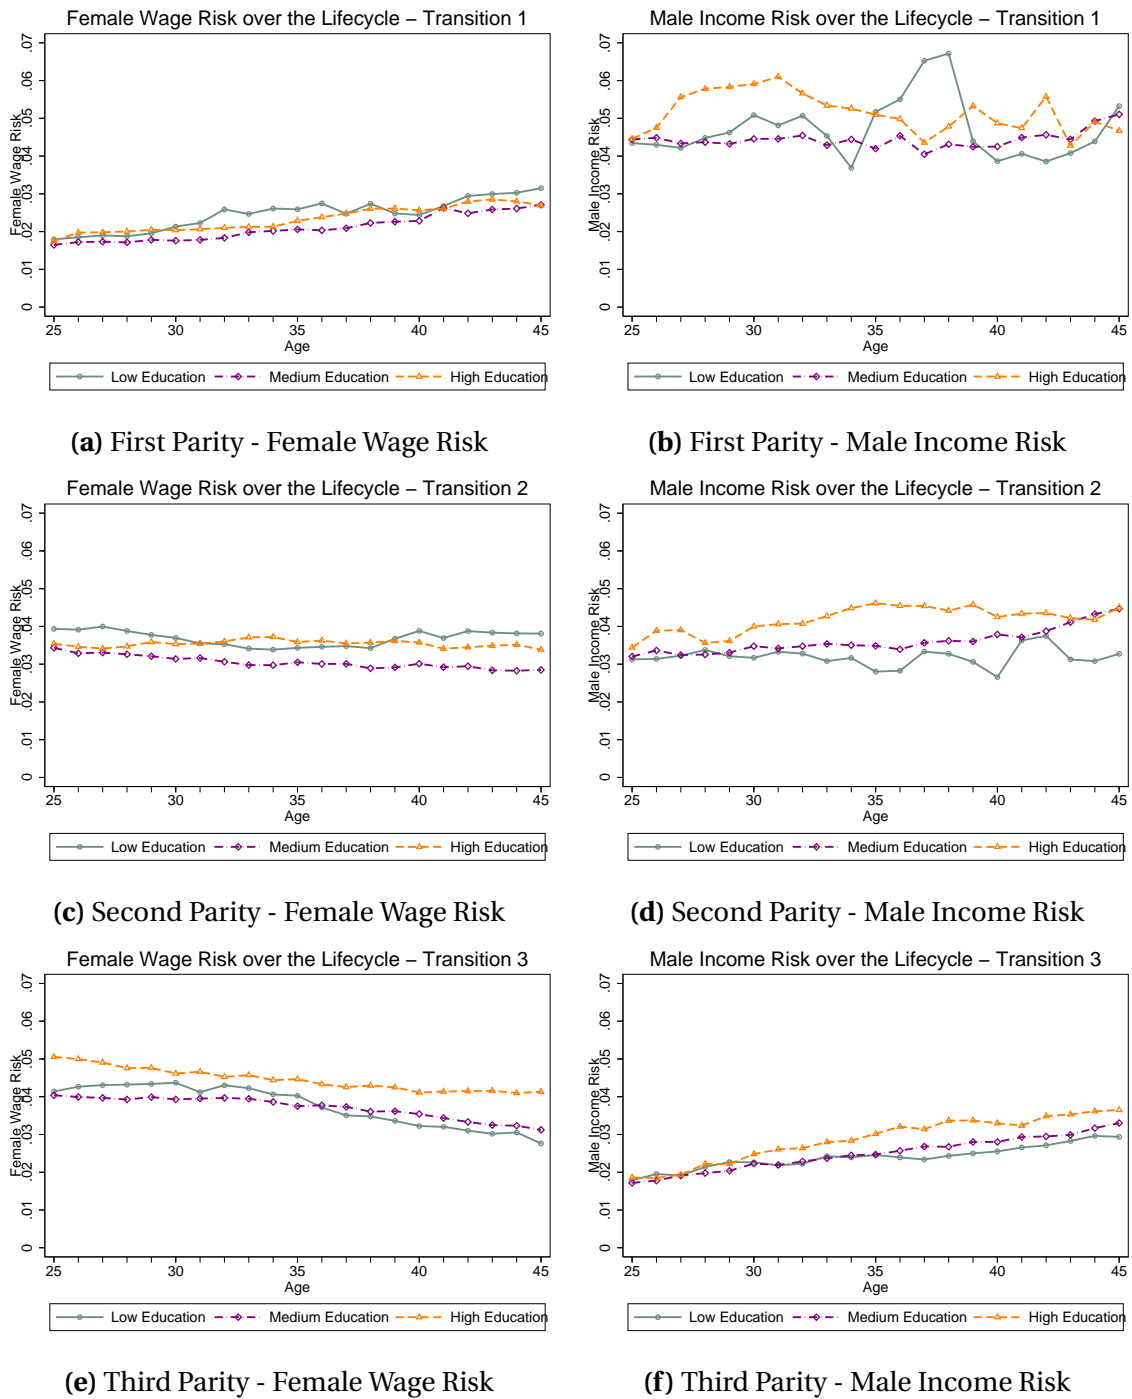 Female Wage Risk over the Lifecycle – Transition 1
Female Wage Risk
.07
.06
.05
.04
.03
.02
.01
0
25 30 35 40 45
Age
Low Education Medium Education High Education
(a) First Parity - Female Wage Risk
Male Income Risk over the Lifecycle – Transition 1
Male Income Risk
.07
.06
.05
.04
.03
.02
.01
0
25 30 35 40 45
Age
Low Education Medium Education High Education
(b) First Parity - Male Income Risk
Female Wage Risk over the Lifecycle – Transition 2
Female Wage Risk
.07
.06
.05
.04
.03
.02
.01
0
25 30 35 40 45
Age
Low Education Medium Education High Education
(c) Second Parity - Female Wage Risk
Male Income Risk over the Lifecycle – Transition 2
Male Income Risk
.07
.06
.05
.04
.03
.02
.01
0
25 30 35 40 45
Age
Low Education Medium Education High Education
(d) Second Parity - Male Income Risk
Female Wage Risk over the Lifecycle – Transition 3
Female Wage Risk
.07
.06
.05
.04
.03
.02
.01
0
25 30 35 40 45
Age
Low Education Medium Education High Education
(e) Third Parity - Female Wage Risk
Male Income Risk over the Lifecycle – Transition 3
Male Income Risk
.07
.06
.05
.04
.03
.02
.01
0
25 30 35 40 45
Age
Low Education Medium Education High Education
(f) Third Parity - Male Income Risk